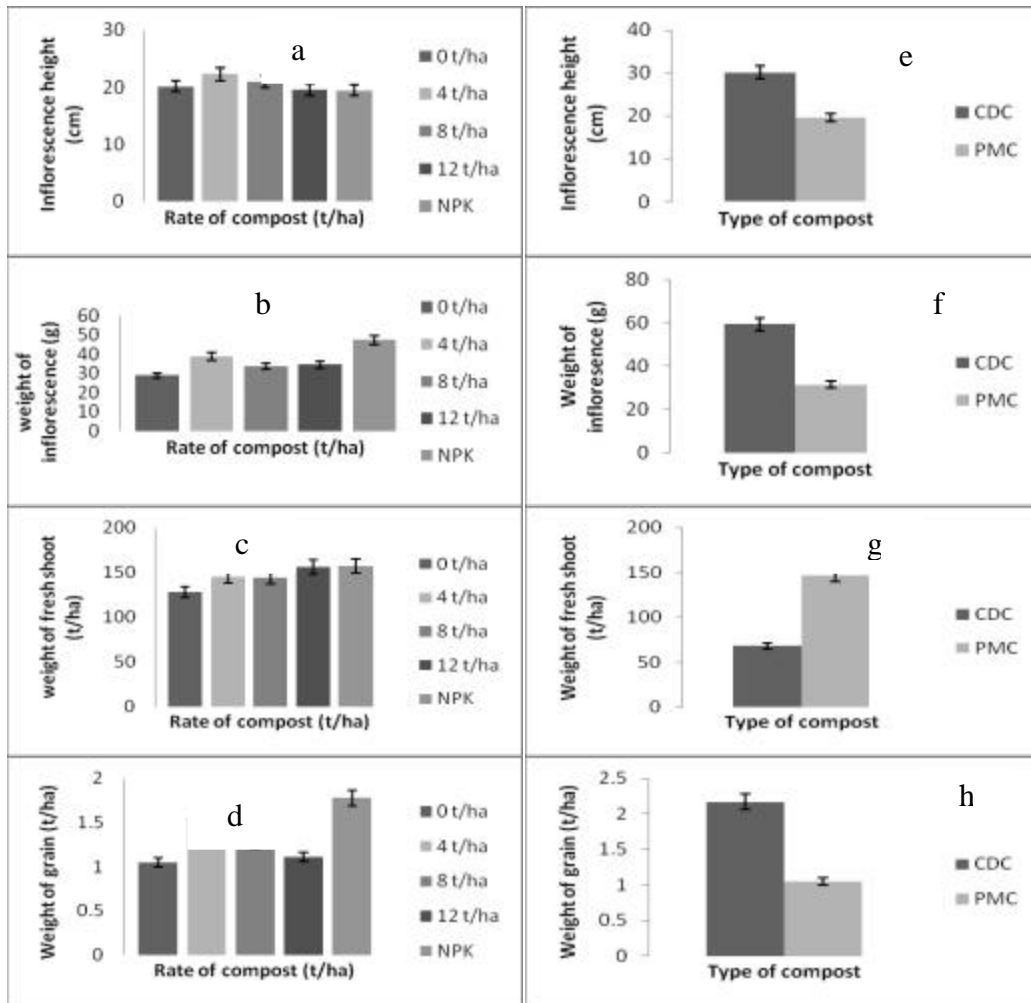 a
Inflorescence height
(cm)
30
20
10
0
Rate of compost (t/ha)
0 t/ha
4 t/ha
8 t/ha
12 t/ha
NPK
e
Inflorescence height
(cm)
40
30
20
10
0
Type of compost
CDC
PMC
b
weight of
inflorescence (g)
60
50
40
30
20
10
0
Rate of compost (t/ha)
0 t/ha
4 t/ha
8 t/ha
12 t/ha
NPK
f
Weight of
infloresence (g)
80
60
40
20
0
Type of compost
CDC
PMC
c
weight of fresh shoot
(t/ha)
200
150
100
50
0
Rate of compost (t/ha)
0 t/ha
4 t/ha
8 t/ha
12 t/ha
NPK
g
Weight of fresh shoot
(t/ha)
200
150
100
50
0
Type of compost
CDC
PMC
d
Weight of grain (t/ha)
2
1.5
1
0.5
0
Rate of compost (t/ha)
0 t/ha
4 t/ha
8 t/ha
12 t/ha
NPK
h
Weight of grain (t/ha)
2.5
2
1.5
1
0.5
0
Type of compost
CDC
PMC